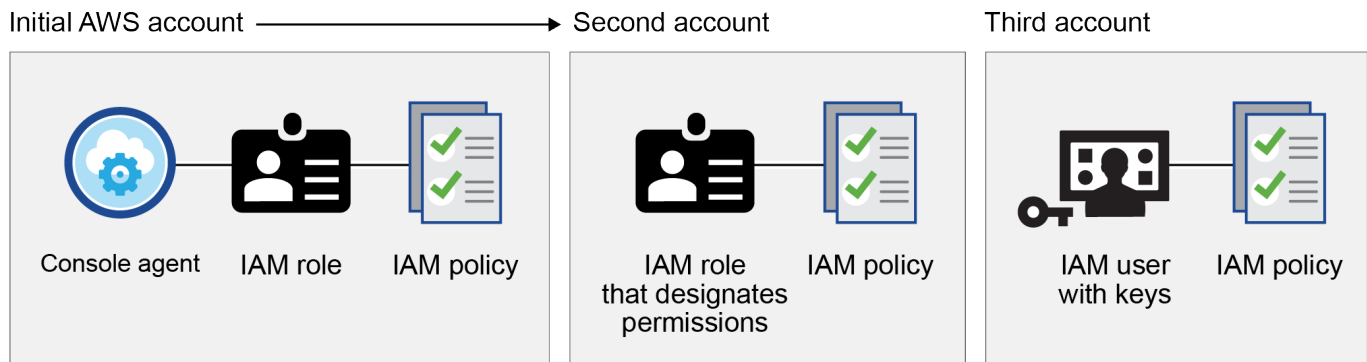 Initial AWS account
Second account
Third account
Console agent
IAM role
IAM policy
IAM role
that designates
permissions
IAM policy
IAM user
with keys
IAM policy